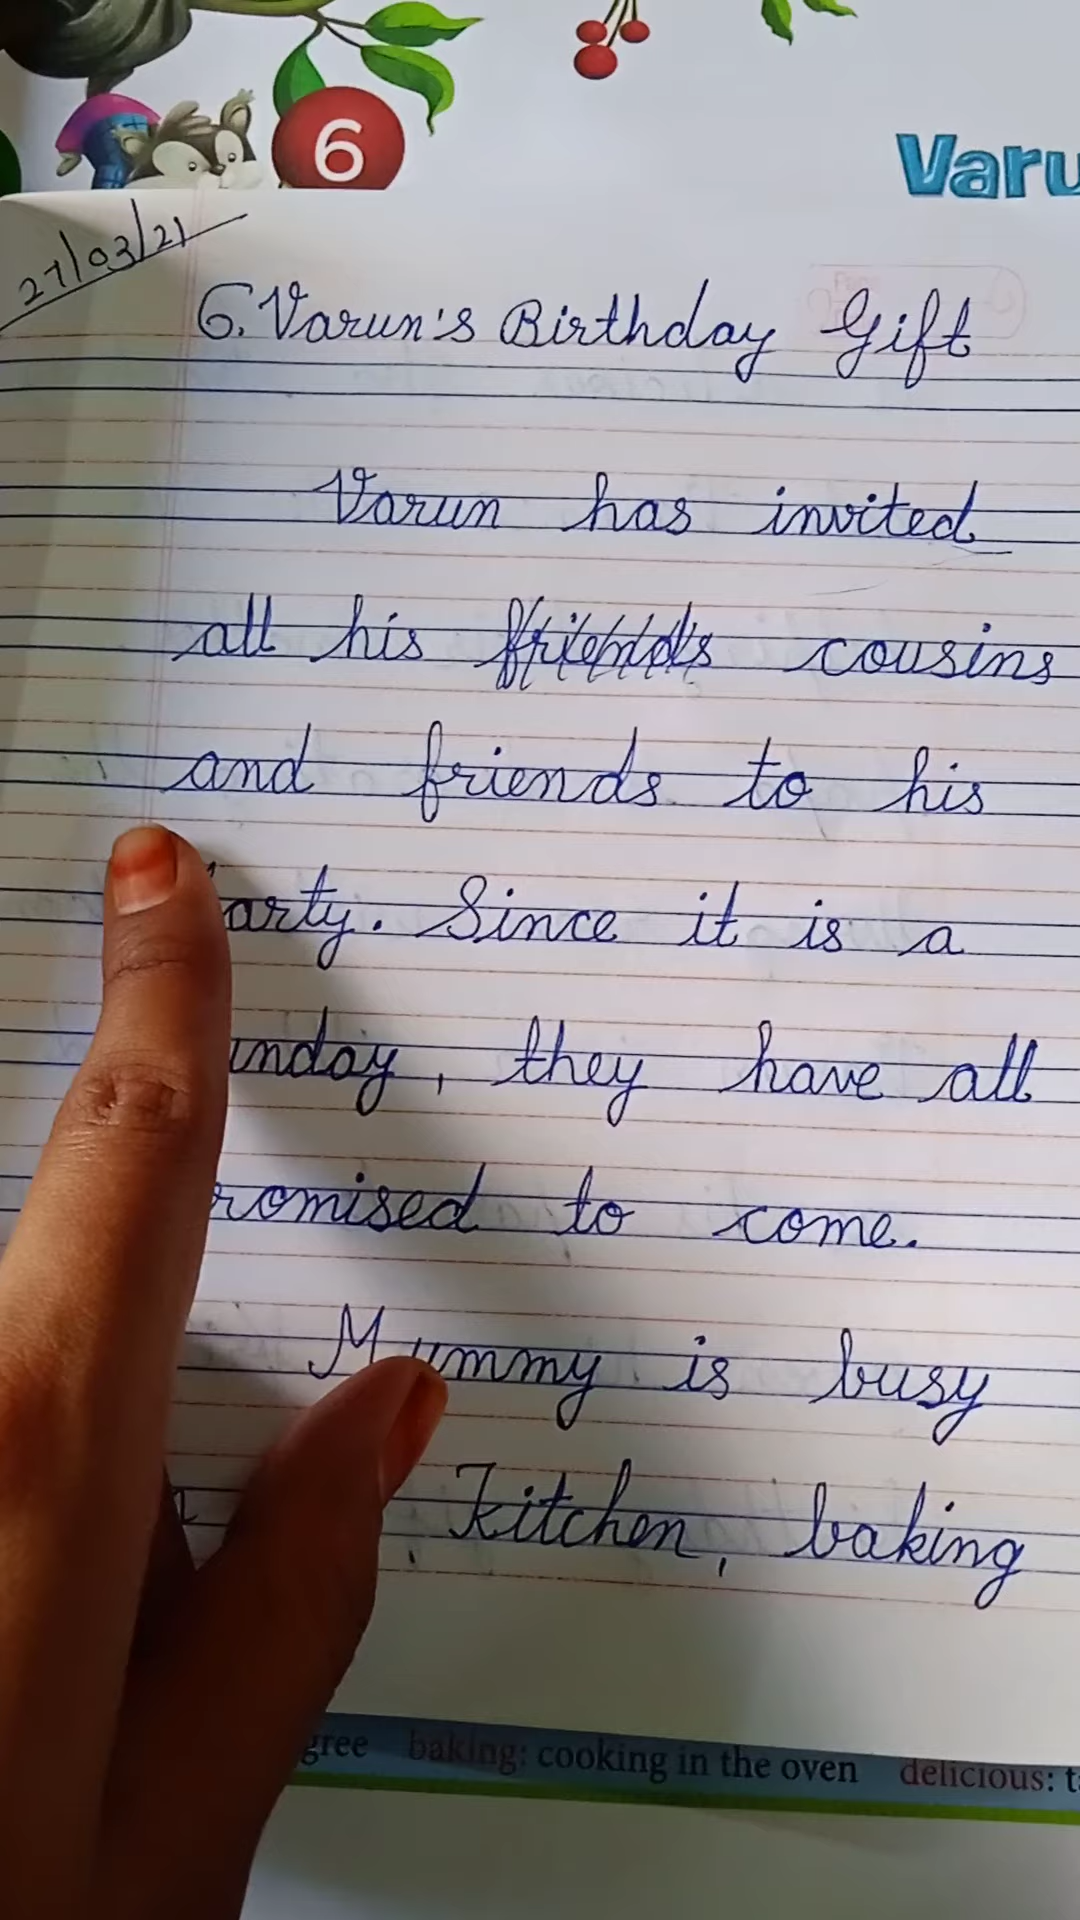 6
Varu
27/03/21
6. Varun's Birthday Gift
Varun has invited
all his friends cousins
and friends to his
arty. Since it is a
unday, they have all
romised to come.
Mummy is busy
Kitchen, baking
gree baking: cooking in the oven delicious: t